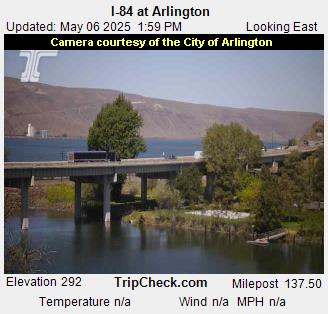 I-84 at Arlington
Updated: May 06 2025 1:59 PM Looking East
Camera courtesy of the City of Arlington
Elevation 292 TripCheck.com Milepost 137.50
Temperature n/a Wind n/a MPH n/a